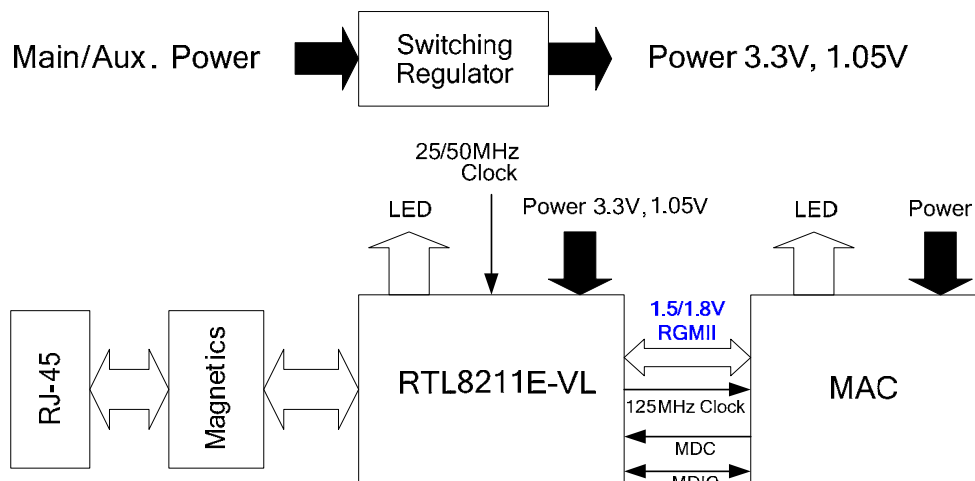 Main/Aux. Power
Switching
Regulator
Power 3.3V, 1.05V
25/50MHz
Clock
LED
Power 3.3V, 1.05V
LED
Power
RJ-45
Magnetics
RTL8211E-VL
1.5/1.8V
RGMII
125MHz Clock
MDC
MDIO
MAC